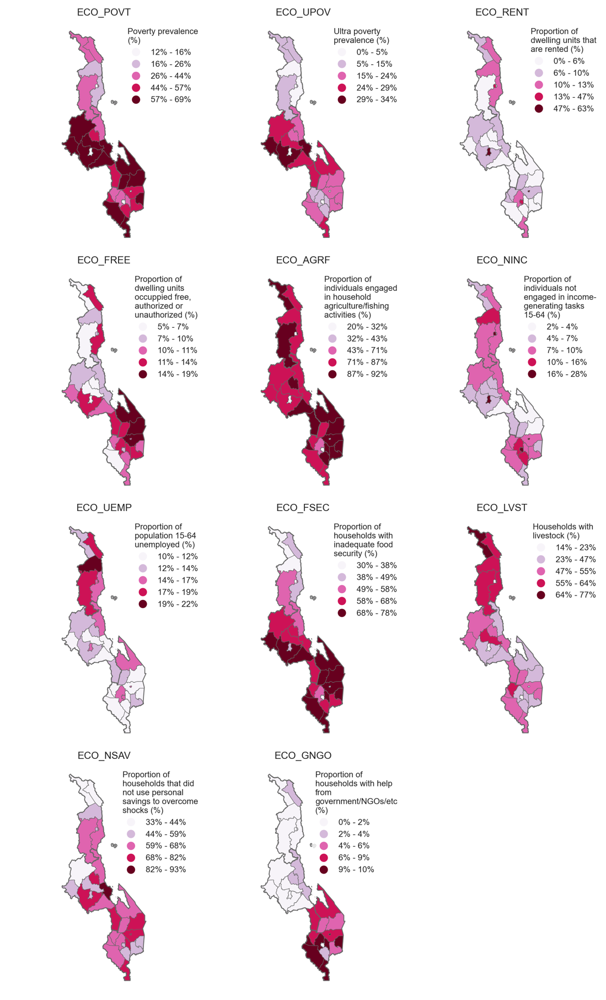 ECO_POVT
Poverty prevalence
(%)
12% - 16%
16% - 26%
26% - 44%
44% - 57%
57% - 69%
ECO_UPOV
Ultra poverty
prevalence (%)
0% - 5%
5% - 15%
15% - 24%
24% - 29%
29% - 34%
ECO_RENT
Proportion of
dwelling units that
are rented (%)
0% - 6%
6% - 10%
10% - 13%
13% - 47%
47% - 63%
ECO_FREE
Proportion of
dwelling units
occuppied free,
authorized or
unauthorized (%)
5% - 7%
7% - 10%
10% - 11%
11% - 14%
14% - 19%
ECO_AGRF
Proportion of
individuals engaged
in household
agriculture/fishing
activities (%)
20% - 32%
32% - 43%
43% - 71%
71% - 87%
87% - 92%
ECO_NINC
Proportion of
individuals not
engaged in income-
generating tasks
15-64 (%)
2% - 4%
4% - 7%
7% - 10%
10% - 16%
16% - 28%
ECO_UEMP
Proportion of
population 15-64
unemployed (%)
10% - 12%
12% - 14%
14% - 17%
17% - 19%
19% - 22%
ECO_FSEC
Proportion of
households with
inadequate food
security (%)
30% - 38%
38% - 49%
49% - 58%
58% - 68%
68% - 78%
ECO_LVST
Households with
livestock (%)
14% - 23%
23% - 47%
47% - 55%
55% - 64%
64% - 77%
ECO_NSAV
Proportion of
households that did
not use personal
savings to overcome
shocks (%)
33% - 44%
44% - 59%
59% - 68%
68% - 82%
82% - 93%
ECO_GNGO
Proportion of
households with help
from
government/NGOs/etc
(%)
0% - 2%
2% - 4%
4% - 6%
6% - 9%
9% - 10%